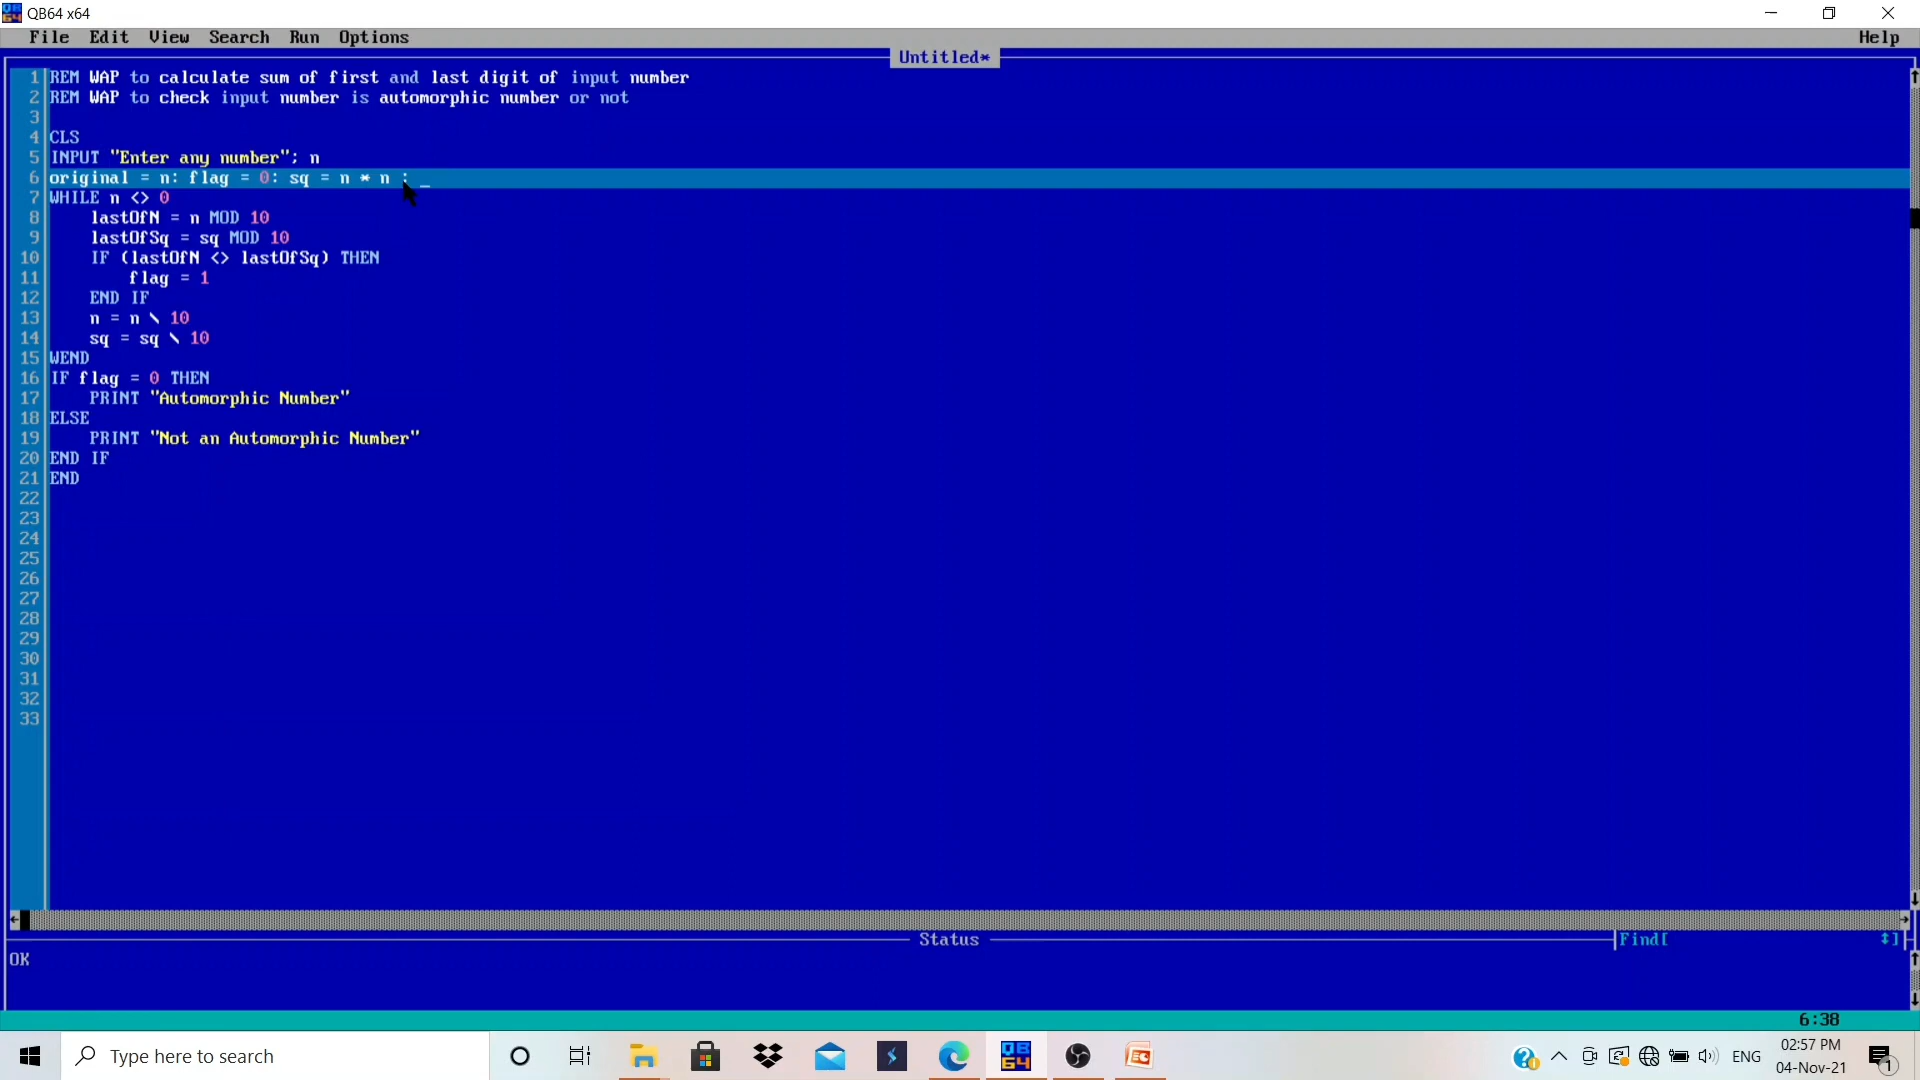 QB64 x64
File Edit View Search Run Options Help
Untitled*
1 REM WAP to calculate sum of first and last digit of input number
2 REM WAP to check input number is automorphic number or not
3
4 CLS
5 INPUT "Enter any number"; n
6 original = n: flag = 0: sq = n * n : _
7 WHILE n <> 0
8 lastOfN = n MOD 10
9 lastOfSq = sq MOD 10
10 IF (lastOfN <> lastOfSq) THEN
11 flag = 1
12 END IF
13 n = n \ 10
14 sq = sq \ 10
15 WEND
16 IF flag = 0 THEN
17 PRINT "Automorphic Number"
18 ELSE
19 PRINT "Not an Automorphic Number"
20 END IF
21 END
22
23
24
25
26
27
28
29
30
31
32
33
Status Find[ ]
OK
6:38
Type here to search
QB64
ENG
02:57 PM
04-Nov-21
1